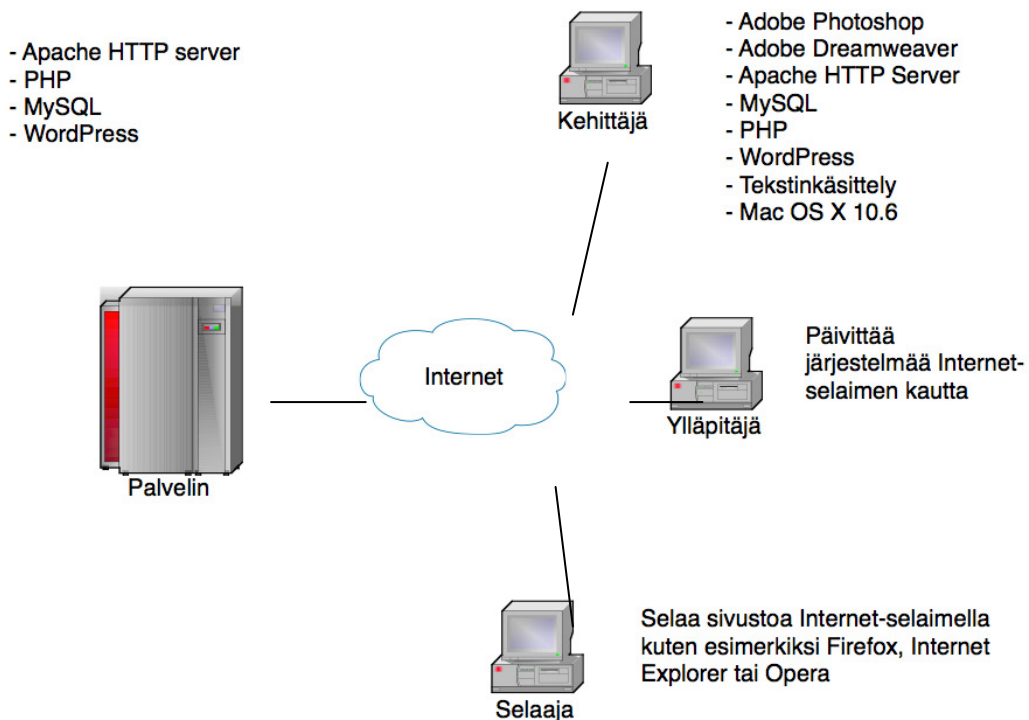 - Apache HTTP server
- PHP
- MySQL
- WordPress
Kehittäjä
- Adobe Photoshop
- Adobe Dreamweaver
- Apache HTTP Server
- MySQL
- PHP
- WordPress
- Tekstinkäsittely
- Mac OS X 10.6
Palvelin
Internet
Ylläpitäjä
Päivittää
järjestelmää Internet-
selaimen kautta
Selaaja
Selaa sivustoa Internet-selaimella
kuten esimerkiksi Firefox, Internet
Explorer tai Opera